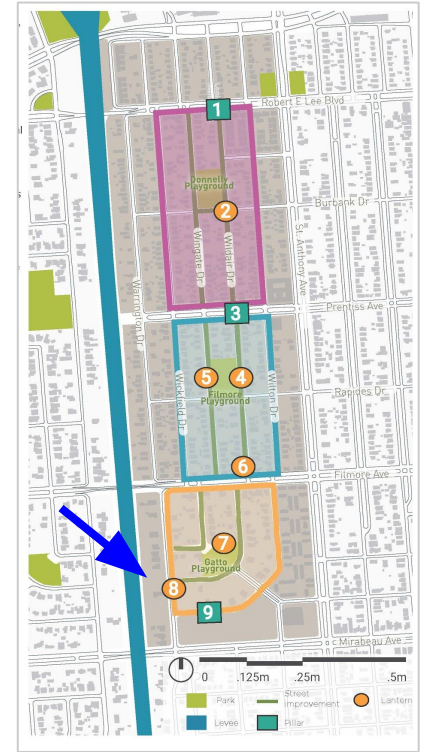 1
Robert E Lee Blvd
Donnelly
Playground
2
Burbank Dr
Wingate Dr
Wildair Dr
St. Anthony Ave
Warrington Dr
3
Prentiss Ave
5
4
Filmore
Playground
Wickfield Dr
Wilton Dr
Rapides Dr
6
Filmore Ave
7
Gatto
Playground
8
9
Mirabeau Ave
0
.125m
.25m
.5m
Park
Street
improvement
Lantern
Levee
Pillar